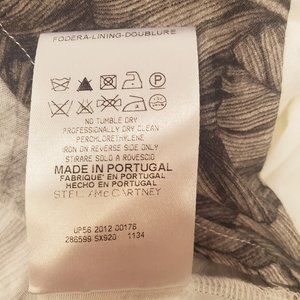 FODERA-LINING-DOUBLURE
NO TUMBLE DRY
PROFESSIONALLY DRY CLEAN
PERCHLORETHYLENE
IRON ON REVERSE SIDE ONLY
STIRARE SOLO A ROVESCIO
MADE IN PORTUGAL
FABRIQUE' EN PORTUGAL
HECHO EN PORTUGAL
STELLA McCARTNEY
UP56 2012 00176
286599 SX920 1134